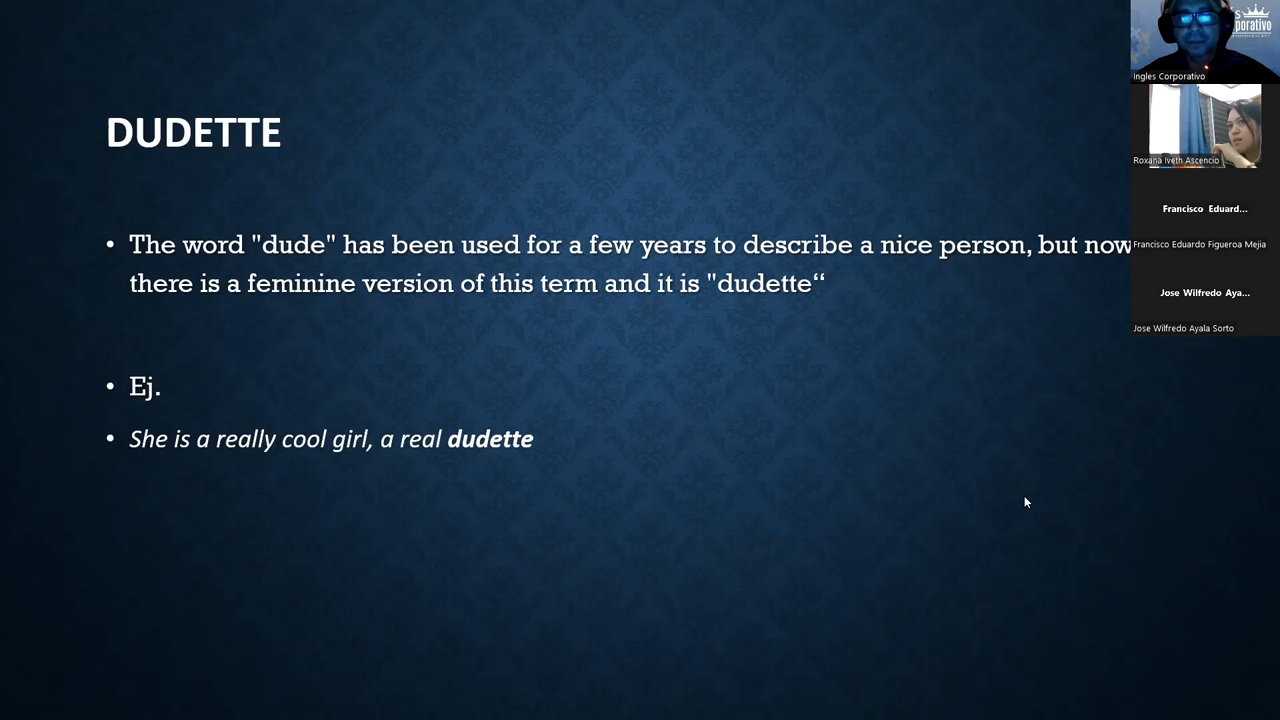 DUDETTE
• The word "dude" has been used for a few years to describe a nice person, but now
there is a feminine version of this term and it is "dudette“
• Ej.
• She is a really cool girl, a real dudette
porativo
Ingles Corporativo
Roxana Iveth Ascencio
Francisco Eduard...
Francisco Eduardo Figueroa Mejia
Jose Wilfredo Aya...
Jose Wilfredo Ayala Sorto